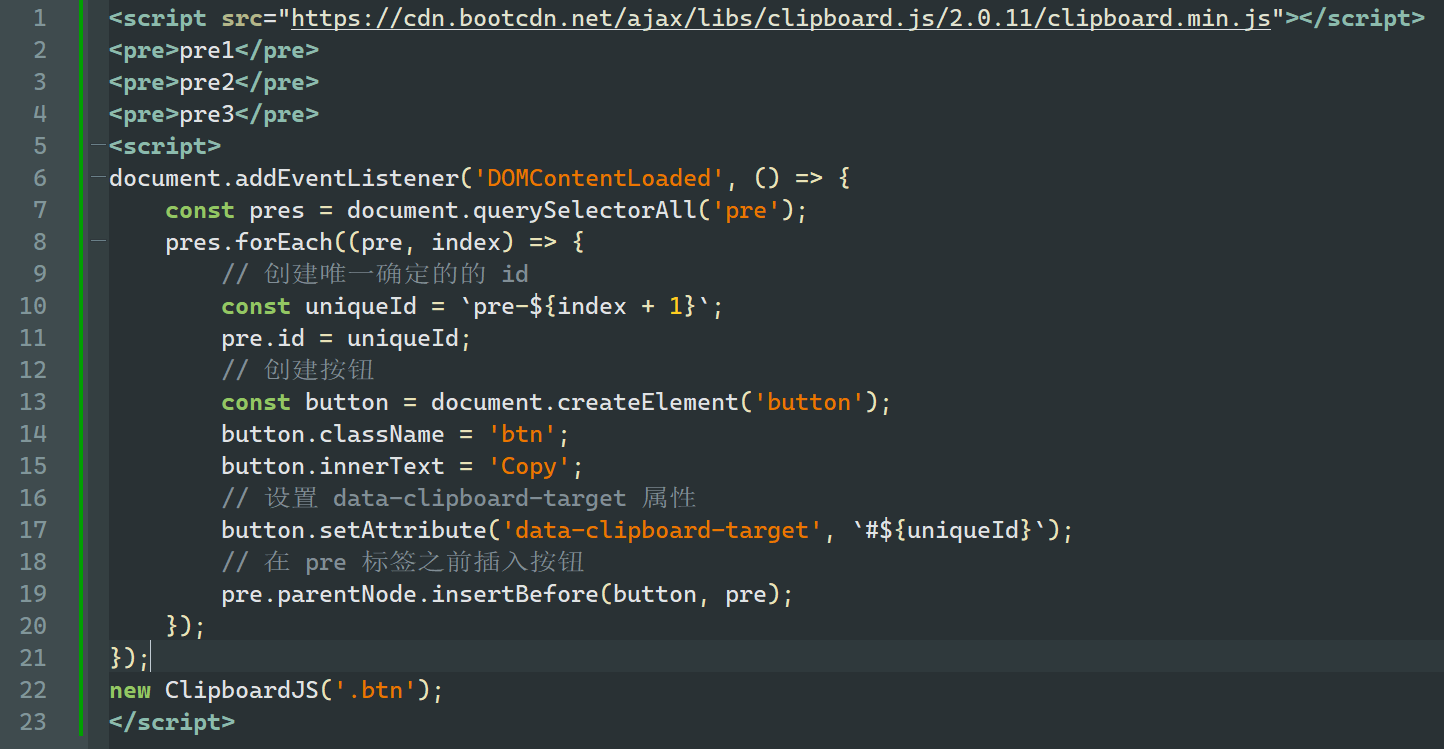 1 <script src="https://cdn.bootcdn.net/ajax/libs/clipboard.js/2.0.11/clipboard.min.js"></script>
2 <pre>pre1</pre>
3 <pre>pre2</pre>
4 <pre>pre3</pre>
5 <script>
6 document.addEventListener('DOMContentLoaded', () => {
7     const pres = document.querySelectorAll('pre');
8     pres.forEach((pre, index) => {
9         // 创建唯一确定的的 id
10         const uniqueId = `pre-${index + 1}`;
11         pre.id = uniqueId;
12         // 创建按钮
13         const button = document.createElement('button');
14         button.className = 'btn';
15         button.innerText = 'Copy';
16         // 设置 data-clipboard-target 属性
17         button.setAttribute('data-clipboard-target', `#${uniqueId}`);
18         // 在 pre 标签之前插入按钮
19         pre.parentNode.insertBefore(button, pre);
20     });
21 });
22 new ClipboardJS('.btn');
23 </script>